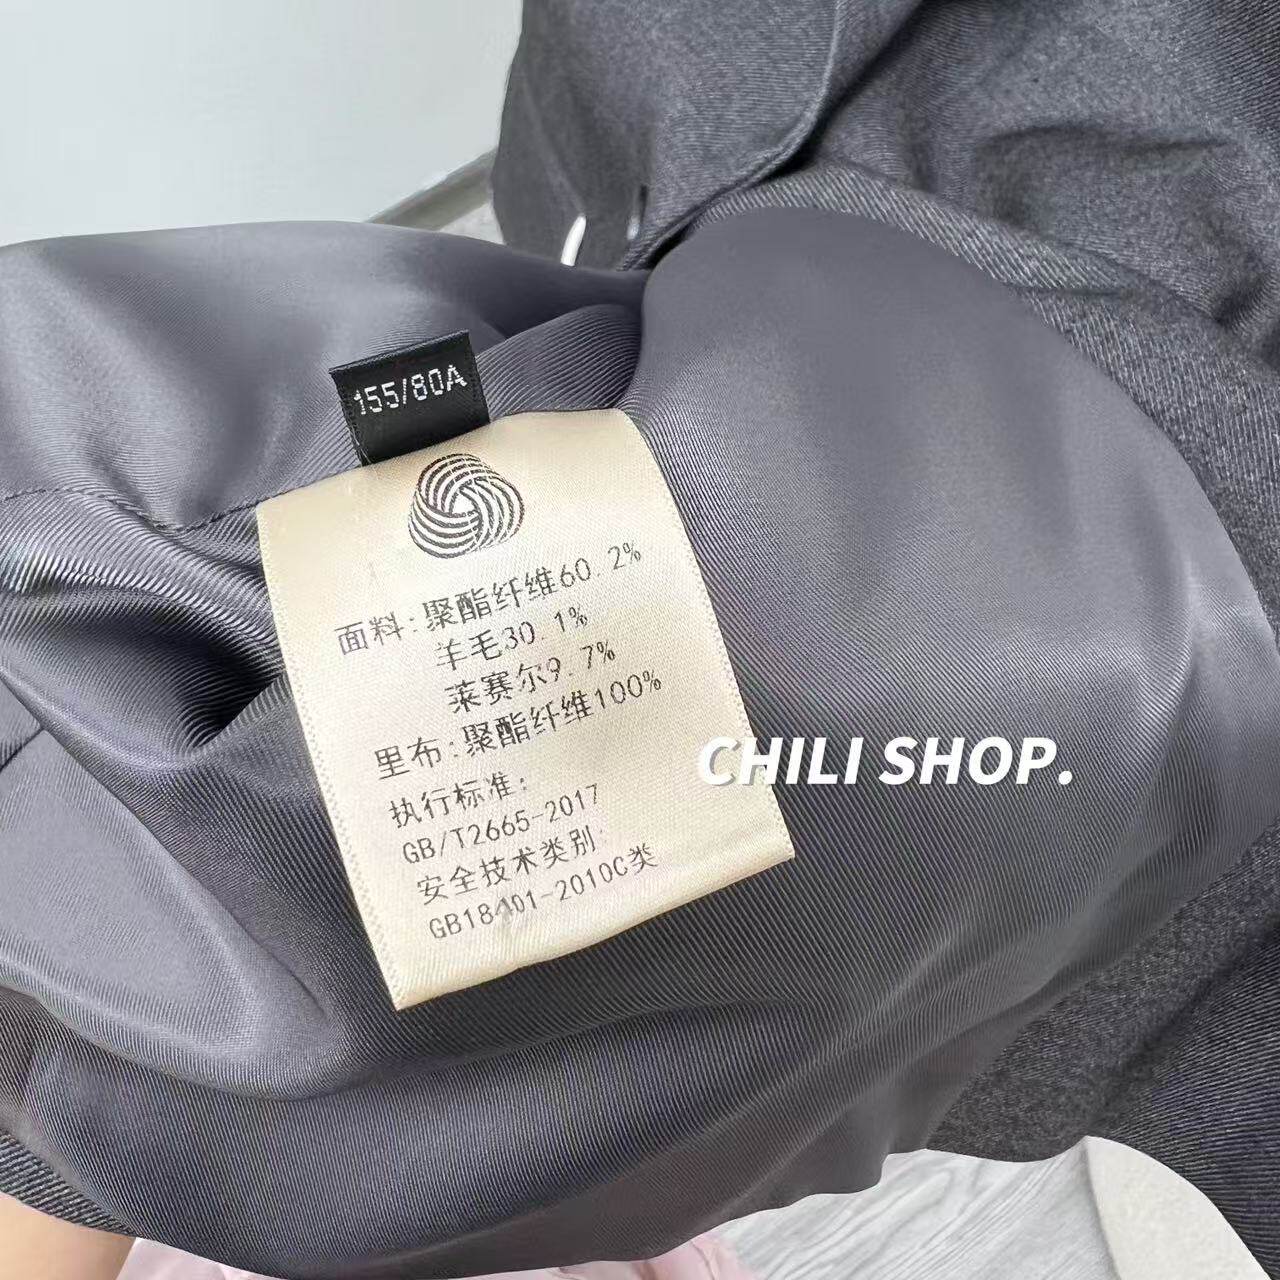 155/80A
面料:聚酯纤维60.2%
羊毛30.1%
莱赛尔9.7%
里布:聚酯纤维100%
执行标准:
GB/T2665-2017
安全技术类别:
GB18401-2010C类
CHILI SHOP.